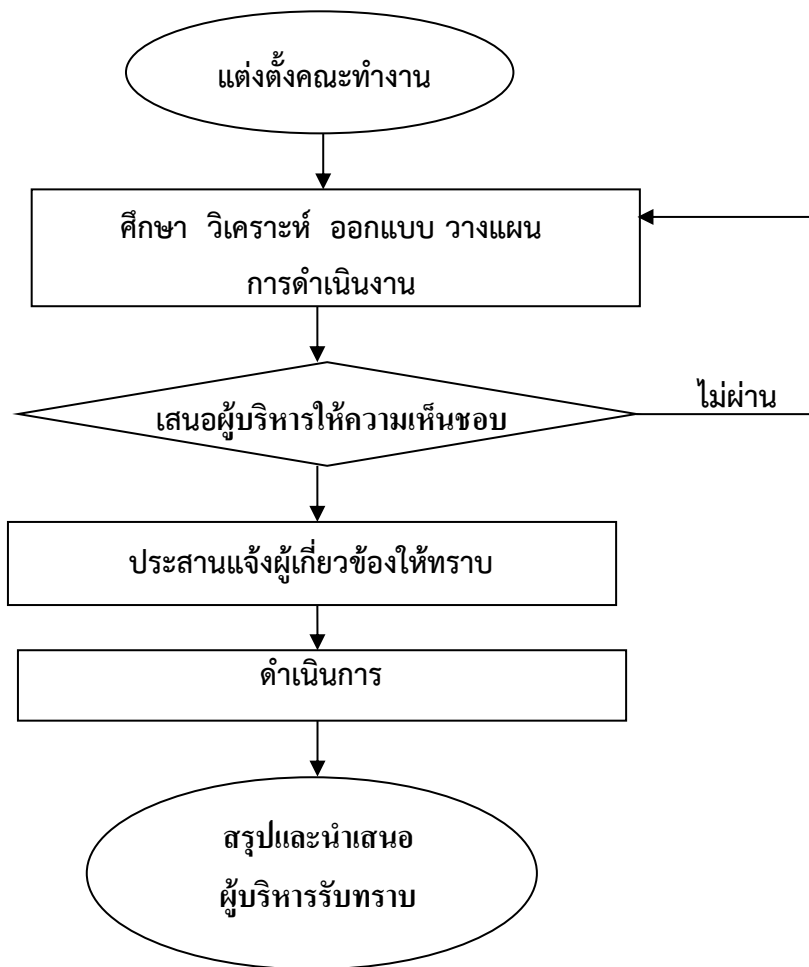 แต่งตั้งคณะทำงาน
ศึกษา วิเคราะห์ ออกแบบ วางแผน
การดำเนินงาน
เสนอผู้บริหารให้ความเห็นชอบ
ไม่ผ่าน
ประสานแจ้งผู้เกี่ยวข้องให้ทราบ
ดำเนินการ
สรุปและนำเสนอ
ผู้บริหารรับทราบ